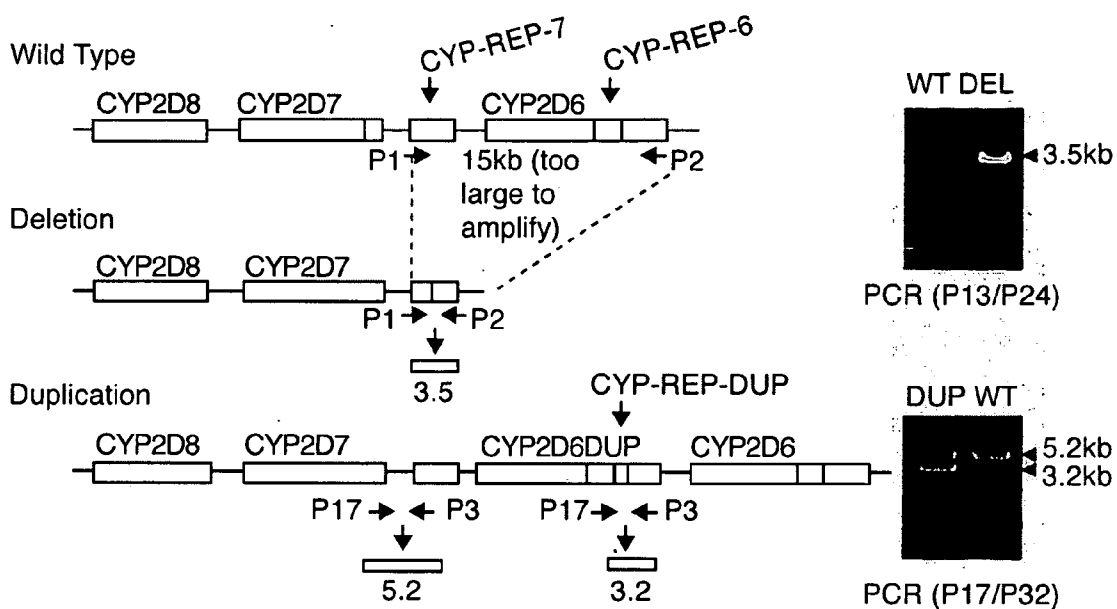 Wild Type
CYP-REP-7
CYP-REP-6
CYP2D8
CYP2D7
CYP2D6
P1
15kb (too
large to
amplify)
P2
WT DEL
3.5kb
PCR (P13/P24)
Deletion
CYP2D8
CYP2D7
P1
P2
3.5
Duplication
CYP-REP-DUP
CYP2D8
CYP2D7
CYP2D6DUP
CYP2D6
P17
P3
P17
P3
5.2
3.2
DUP WT
5.2kb
3.2kb
PCR (P17/P32)